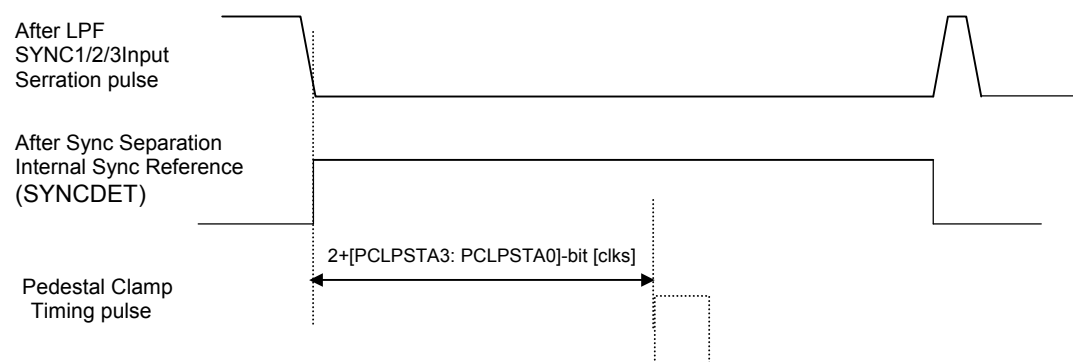 After LPF
SYNC1/2/3Input
Serration pulse
After Sync Separation
Internal Sync Reference
(SYNCDET)
2+[PCLPSTA3: PCLPSTA0]-bit [clks]
Pedestal Clamp
Timing pulse